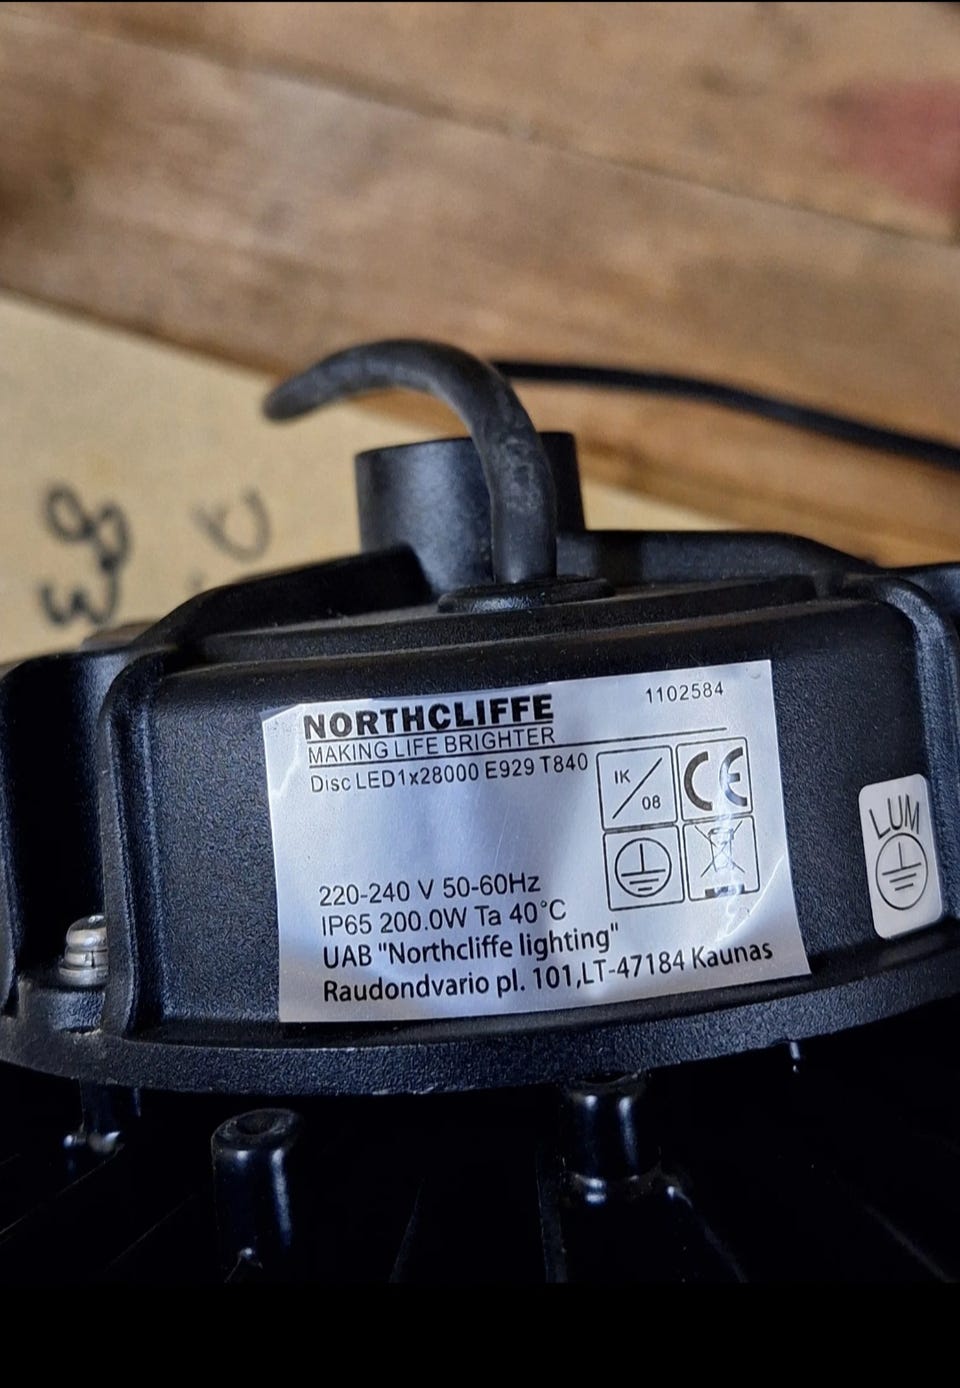 NORTHCLIFFE
1102584
MAKING LIFE BRIGHTER
Disc LED1x28000 E929 T840
IK/08
CE
220-240 V 50-60Hz
IP65 200.0W Ta 40°C
UAB "Northcliffe lighting"
Raudondvario pl. 101,LT-47184 Kaunas
LUM